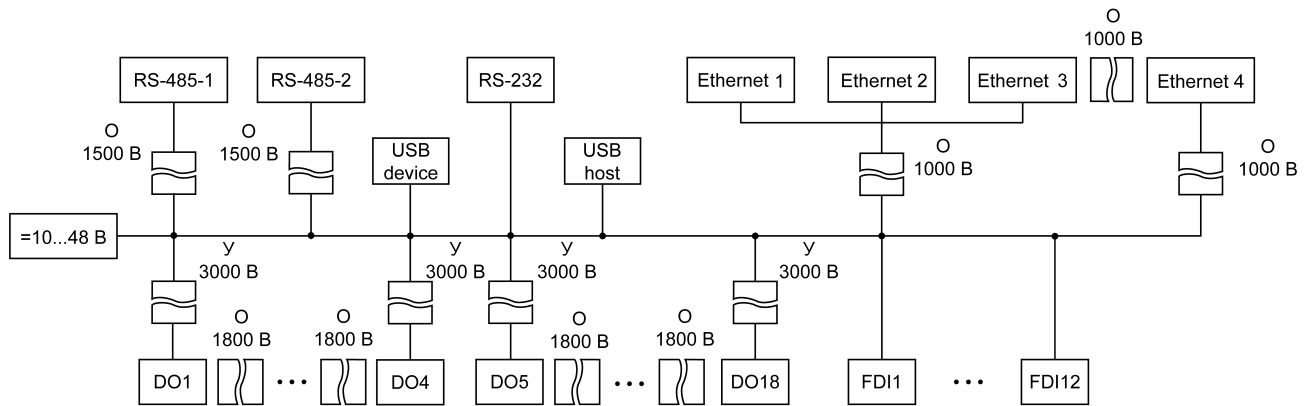 О
1000 В
RS-485-1
RS-485-2
RS-232
Ethernet 1
Ethernet 2
Ethernet 3
Ethernet 4
О
1500 В
О
1500 В
USB
device
USB
host
О
1000 В
О
1000 В
=10...48 В
У
3000 В
У
3000 В
У
3000 В
У
3000 В
О
1800 В
О
1800 В
О
1800 В
О
1800 В
DO1
...
DO4
DO5
...
DO18
FDI1
...
FDI12